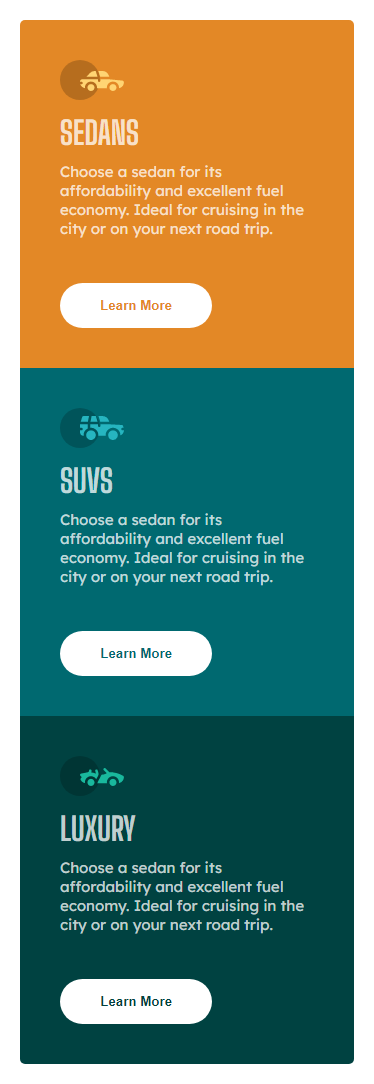 SEDANS
Choose a sedan for its
affordability and excellent fuel
economy. Ideal for cruising in the
city or on your next road trip.
Learn More
SUVS
Choose a sedan for its
affordability and excellent fuel
economy. Ideal for cruising in the
city or on your next road trip.
Learn More
LUXURY
Choose a sedan for its
affordability and excellent fuel
economy. Ideal for cruising in the
city or on your next road trip.
Learn More